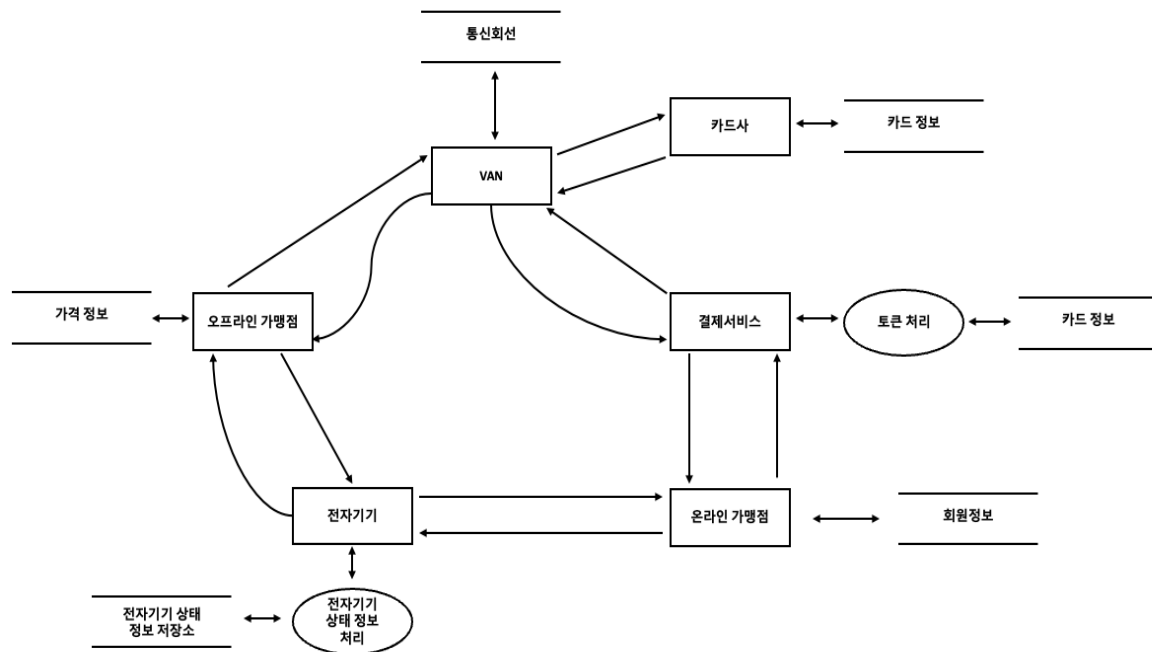 통신회선
카드사
카드 정보
VAN
가격 정보
오프라인 가맹점
결제서비스
토큰 처리
카드 정보
전자기기
온라인 가맹점
회원정보
전자기기 상태
정보 저장소
전자기기
상태 정보
처리